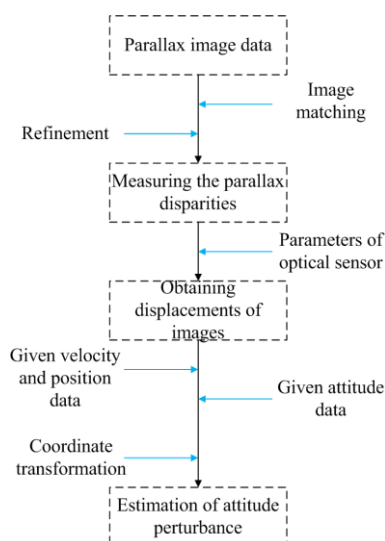 Parallax image data
Image
matching
Refinement
Measuring the parallax
disparities
Parameters of
optical sensor
Obtaining
displacements of
images
Given velocity
and position
data
Given attitude
data
Coordinate
transformation
Estimation of attitude
perturbance